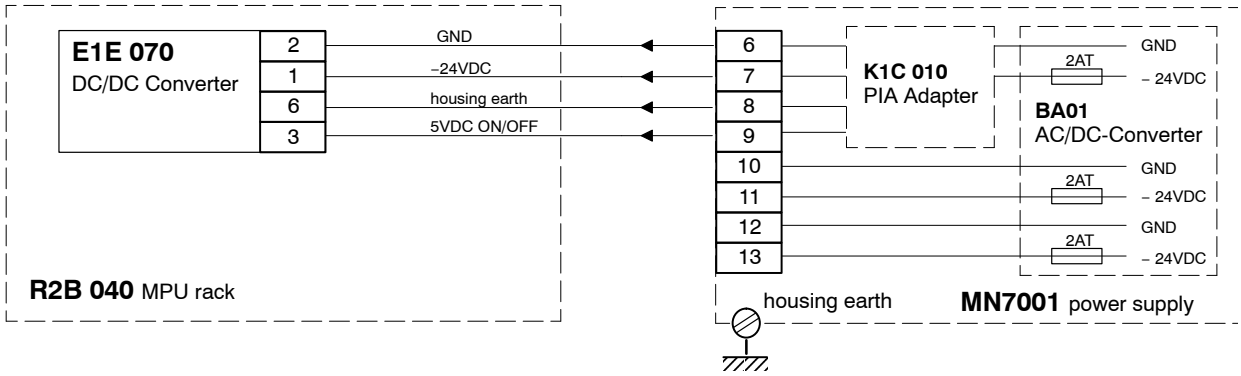 E1E 070
DC/DC Converter
2
1
6
3
GND
−24VDC
housing earth
5VDC ON/OFF
R2B 040 MPU rack
6
7
8
9
10
11
12
13
K1C 010
PIA Adapter
2AT
GND
− 24VDC
BA01
AC/DC-Converter
GND
2AT
− 24VDC
GND
2AT
− 24VDC
housing earth
MN7001 power supply